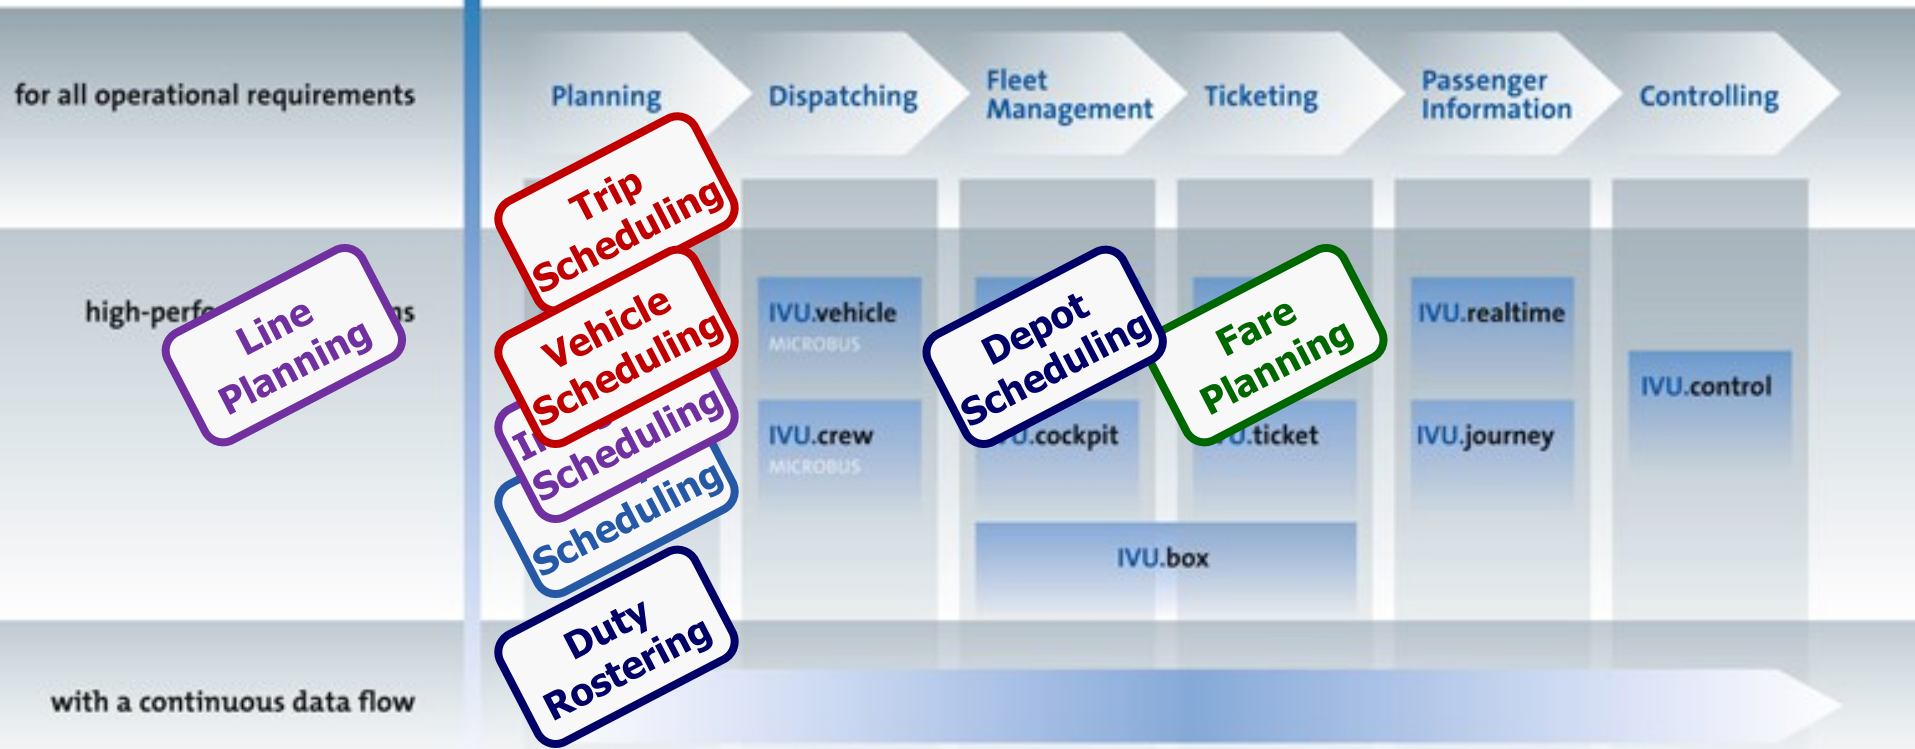 for all operational requirements
Planning
Dispatching
Fleet
Management
Ticketing
Passenger
Information
Controlling
Trip
Scheduling
Line
Planning
Vehicle
Scheduling
Scheduling
Scheduling
Duty
Rostering
IVU.vehicle
MICROBUS
IVU.crew
MICROBUS
Depot
Scheduling
Fare
Planning
IVU.box
IVU.realtime
IVU.journey
IVU.control
with a continuous data flow